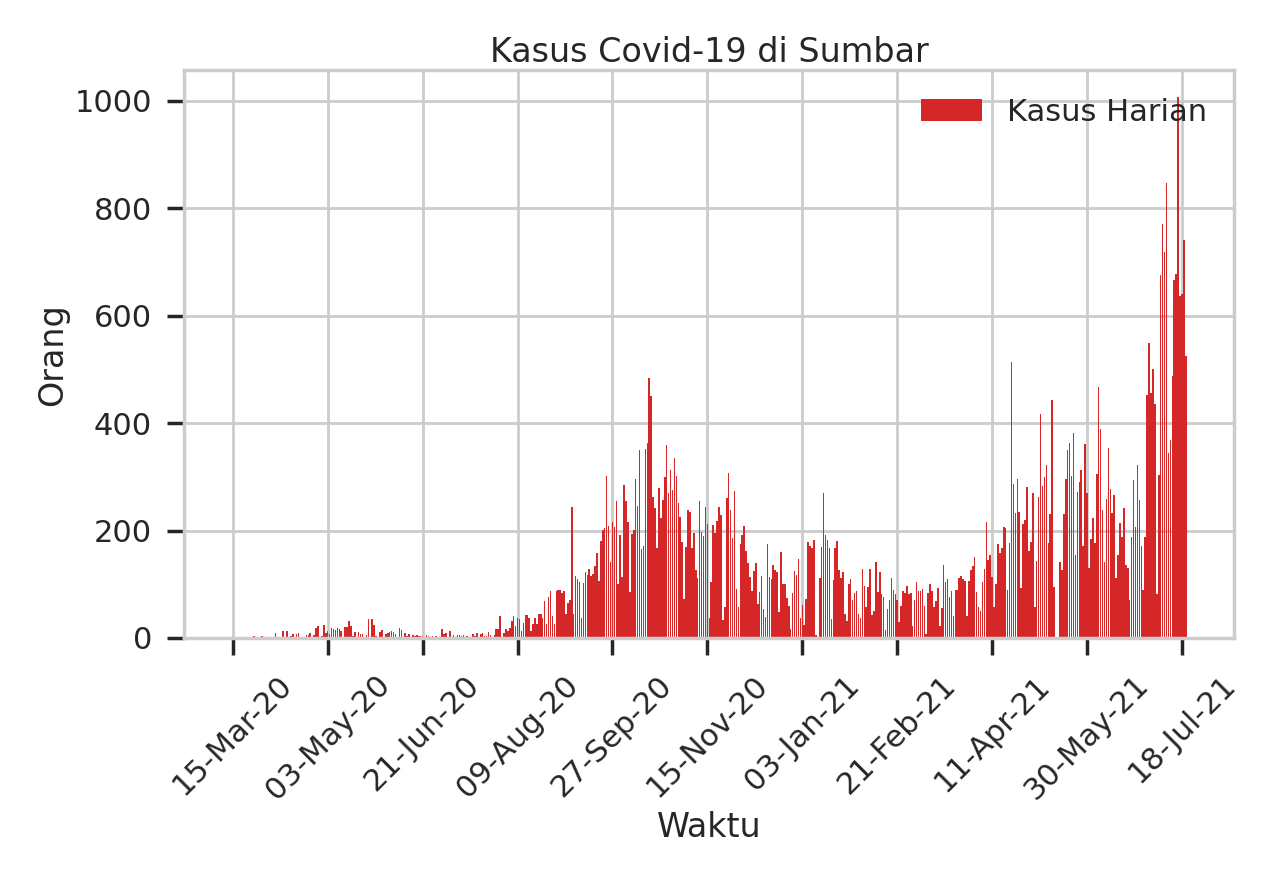 Kasus Covid-19 di Sumbar
Kasus Harian
1000
800
600
400
200
0
Orang
15-Mar-20
03-May-20
21-Jun-20
09-Aug-20
27-Sep-20
15-Nov-20
03-Jan-21
21-Feb-21
11-Apr-21
30-May-21
18-Jul-21
Waktu